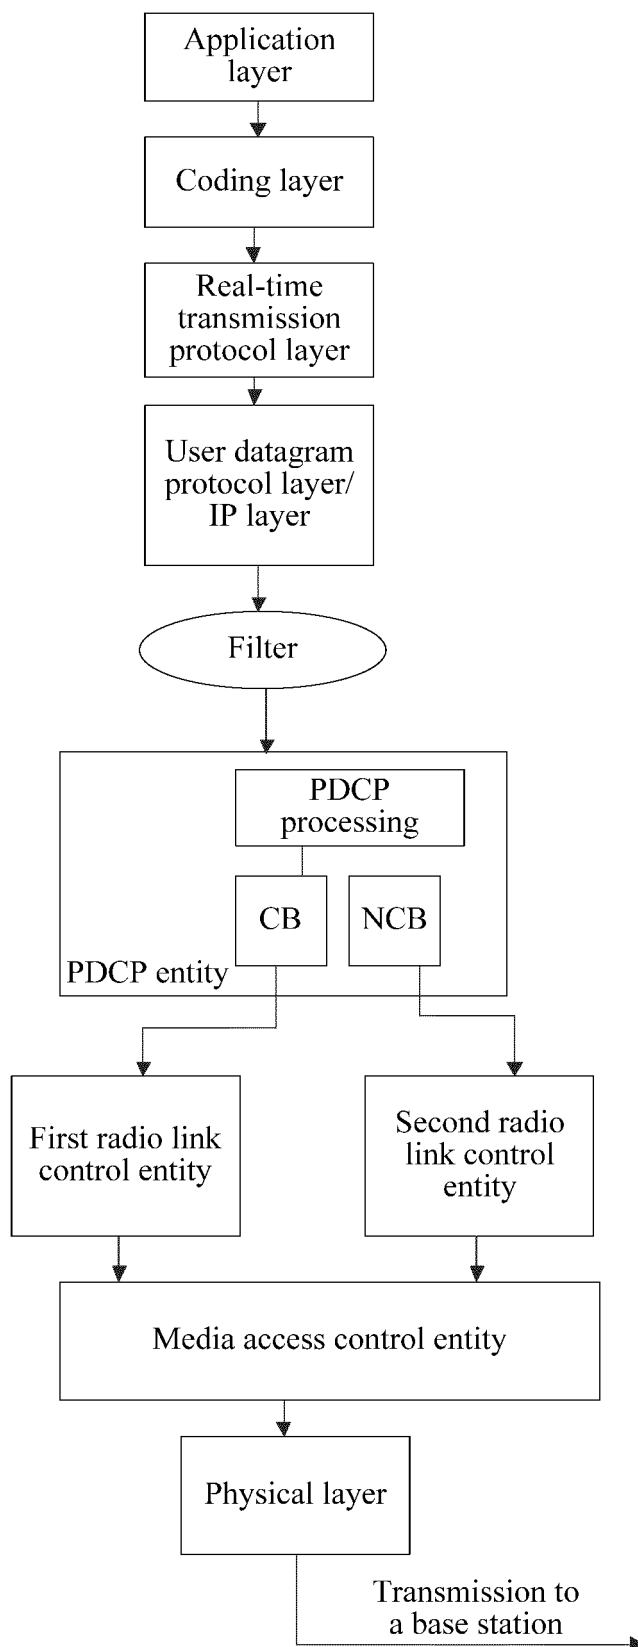 Application
layer
Coding layer
Real-time
transmission
protocol layer
User datagram
protocol layer/
IP layer
Filter
PDCP
processing
CB
NCB
PDCP entity
First radio link
control entity
Second radio
link control
entity
Media access control entity
Physical layer
Transmission to
a base station